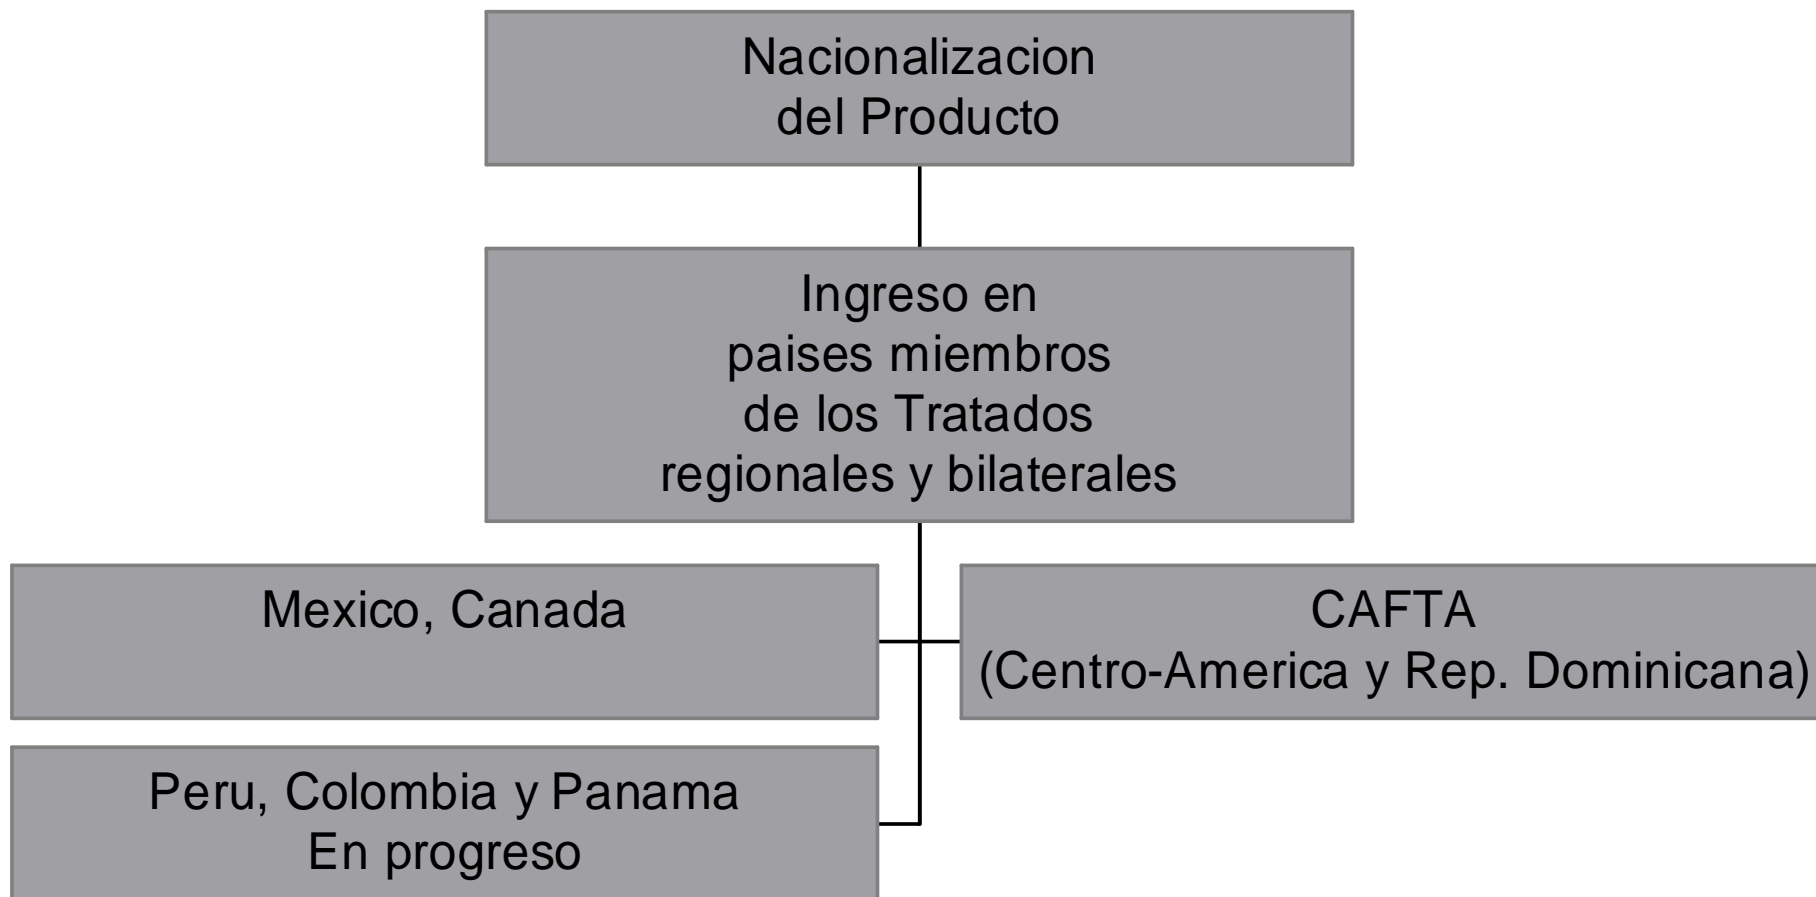 Nacionalizacion
del Producto
Ingreso en
paises miembros
de los Tratados
regionales y bilaterales
Mexico, Canada
CAFTA
(Centro-America y Rep. Dominicana)
Peru, Colombia y Panama
En progreso